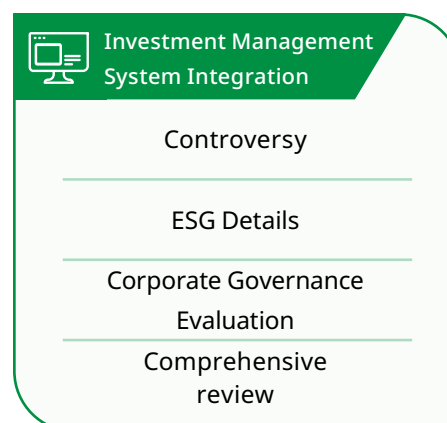 Investment Management
System Integration
Controversy
ESG Details
Corporate Governance
Evaluation
Comprehensive
review